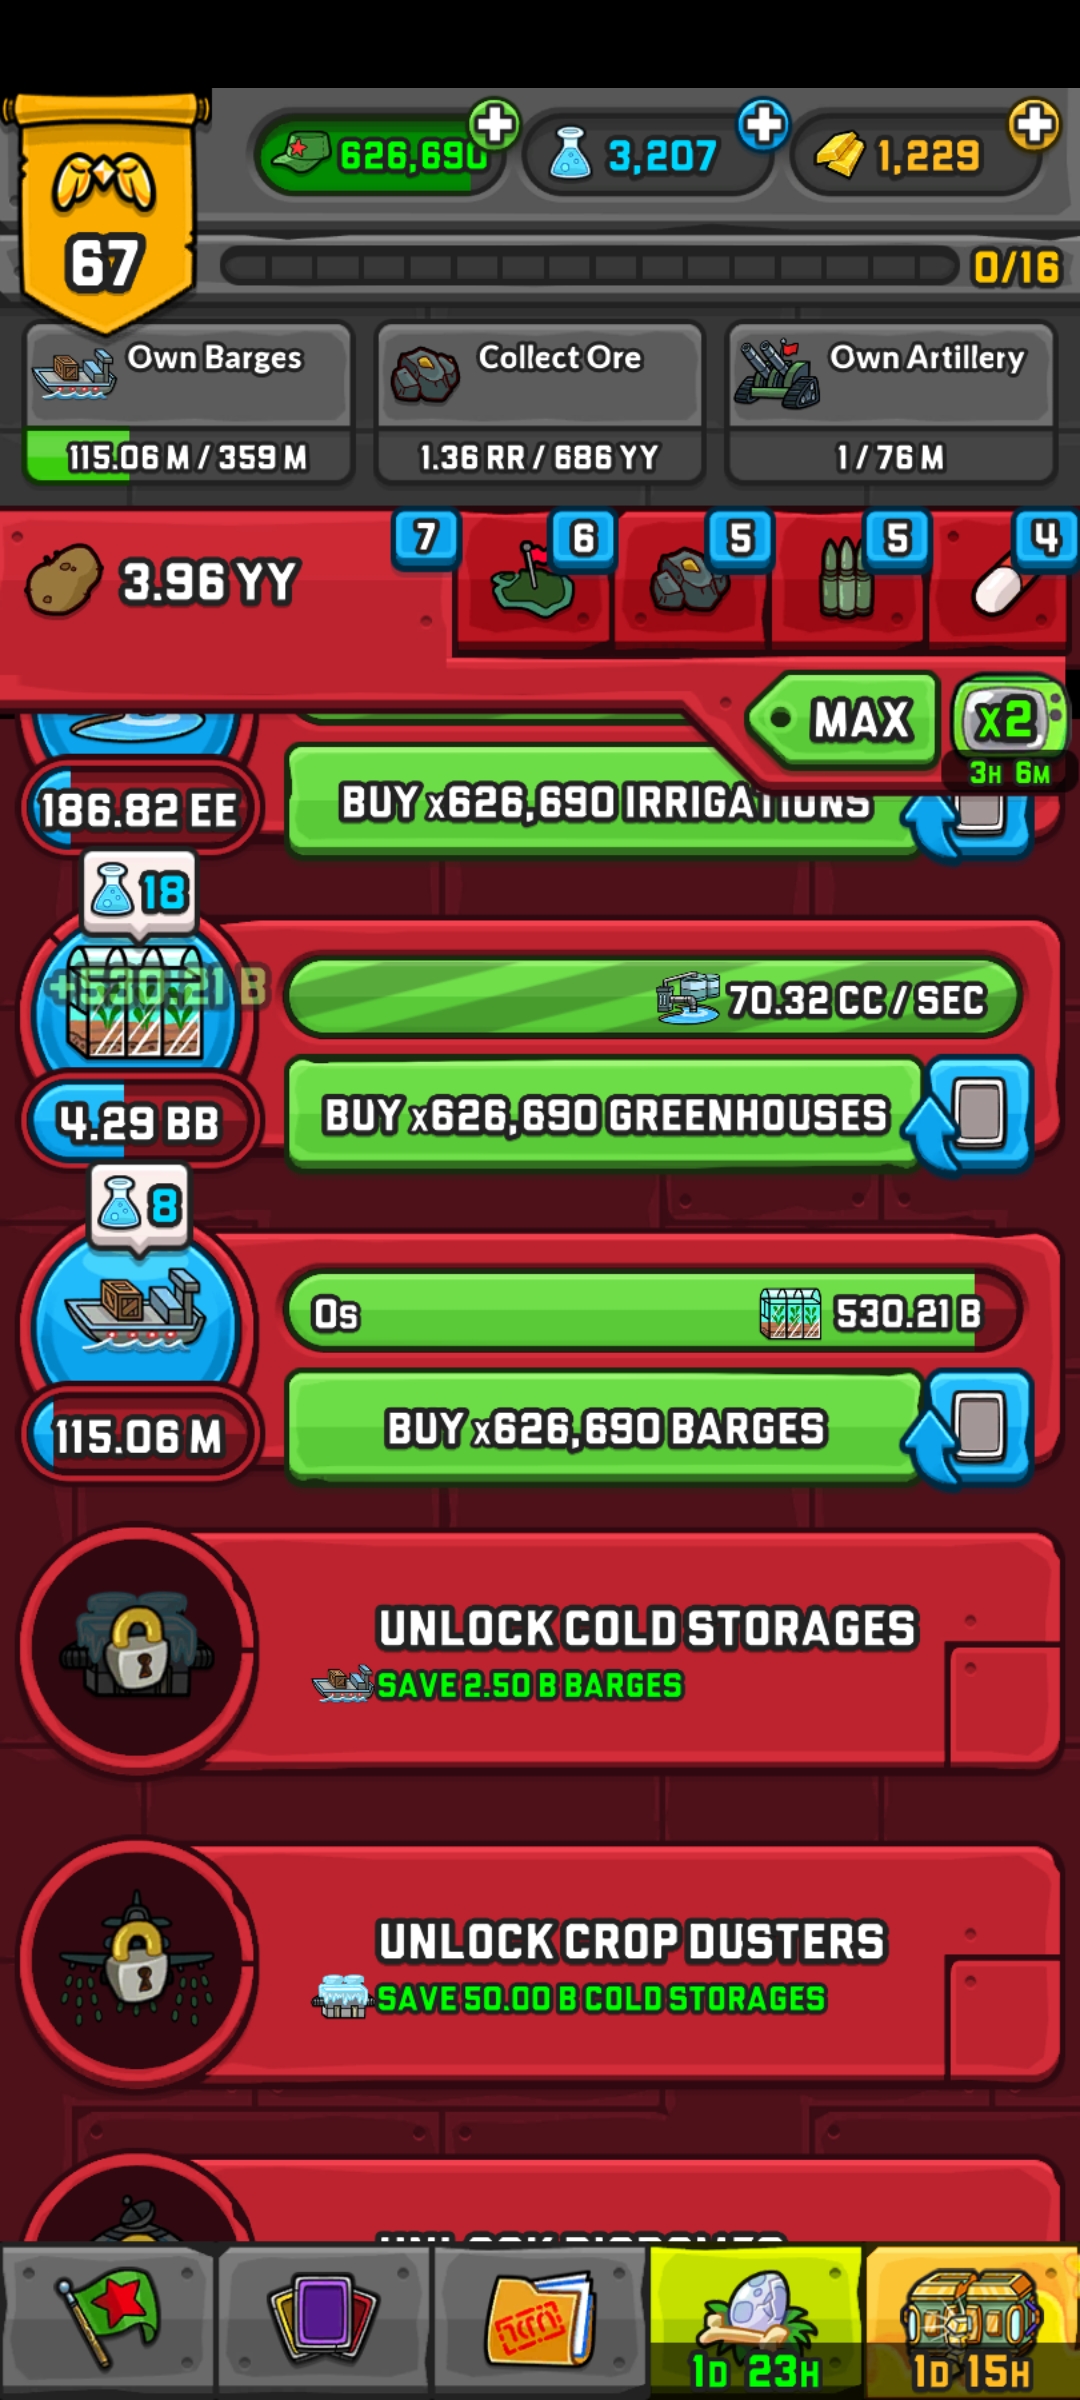 626,690
3,207
1,229
67
0/16
Own Barges
115.06 M / 359 M
Collect Ore
1.36 RR / 686 YY
Own Artillery
1 / 76 M
3.96 YY
7
6
5
5
4
MAX
x2
3H 6M
186.82 EE
BUY x626,690 IRRIGATIONS
18
+530.21 B
70.32 CC / SEC
4.29 BB
BUY x626,690 GREENHOUSES
8
0s
530.21 B
115.06 M
BUY x626,690 BARGES
UNLOCK COLD STORAGES
SAVE 2.50 B BARGES
UNLOCK CROP DUSTERS
SAVE 50.00 B COLD STORAGES
UNLOCK
1D 23H
1D 15H